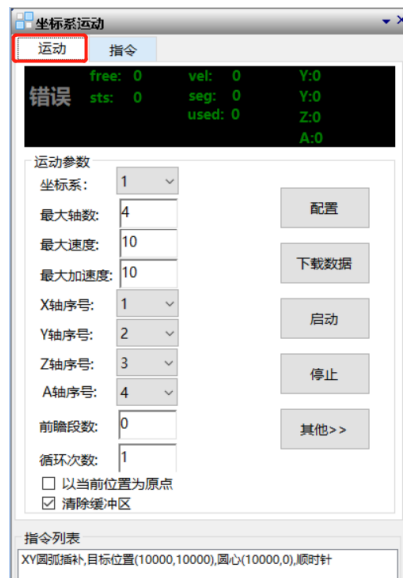 坐标系运动
运动 指令
free: 0 vel: 0 Y:0
错误 sts: 0 seg: 0 Y:0
used: 0 Z:0
A:0
运动参数
坐标系: 1
最大轴数: 4 配置
最大速度: 10
最大加速度: 10 下载数据
X轴序号: 1
Y轴序号: 2 启动
Z轴序号: 3
A轴序号: 4 停止
前瞻段数: 0 其他>>
循环次数: 1
以当前位置为原点
清除缓冲区
指令列表
XY圆弧插补,目标位置(10000,10000),圆心(10000,0),顺时针